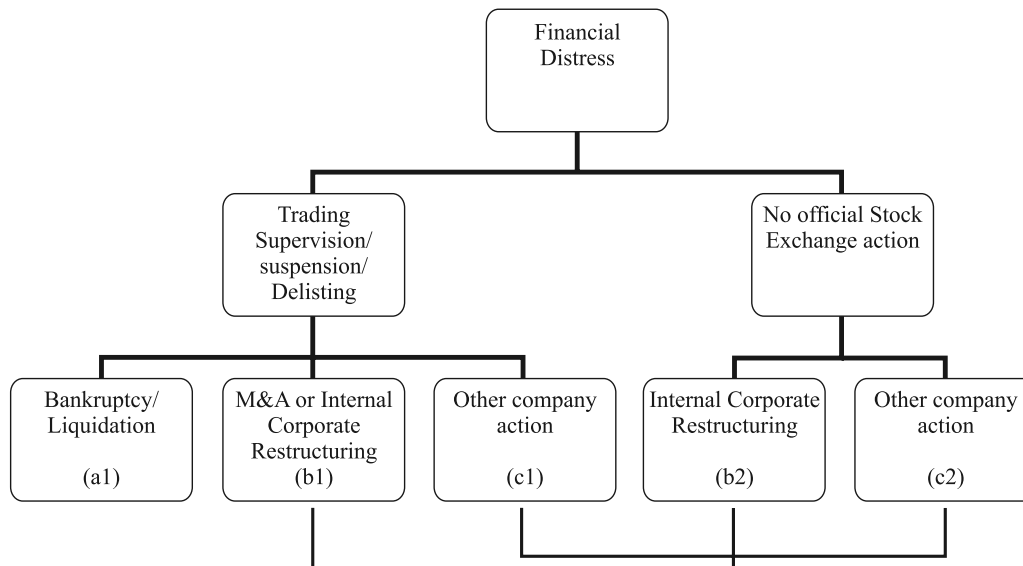 Financial
Distress
Trading
Supervision/
suspension/
Delisting
No official Stock
Exchange action
Bankruptcy/
Liquidation
(a1)
M&A or Internal
Corporate
Restructuring
(b1)
Other company
action
(c1)
Internal Corporate
Restructuring
(b2)
Other company
action
(c2)